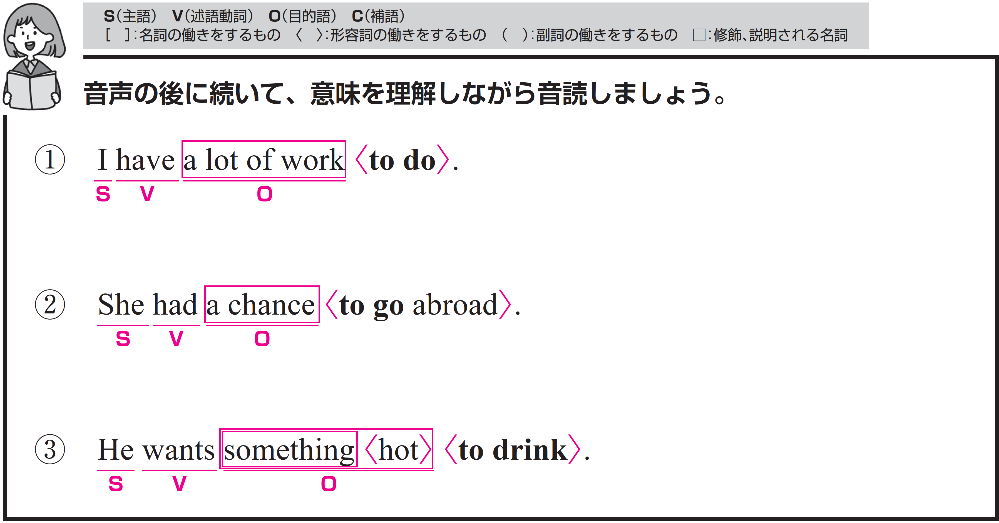 S(主語) V(述語動詞) O(目的語) C(補語)
[ ]:名詞の働きをするもの 〈 〉:形容詞の働きをするもの ( ):副詞の働きをするもの □:修飾、説明される名詞
音声の後に続いて、意味を理解しながら音読しましょう。
① I have a lot of work 〈to do〉.
S V O
② She had a chance 〈to go abroad〉.
S V O
③ He wants something 〈hot〉 〈to drink〉.
S V O